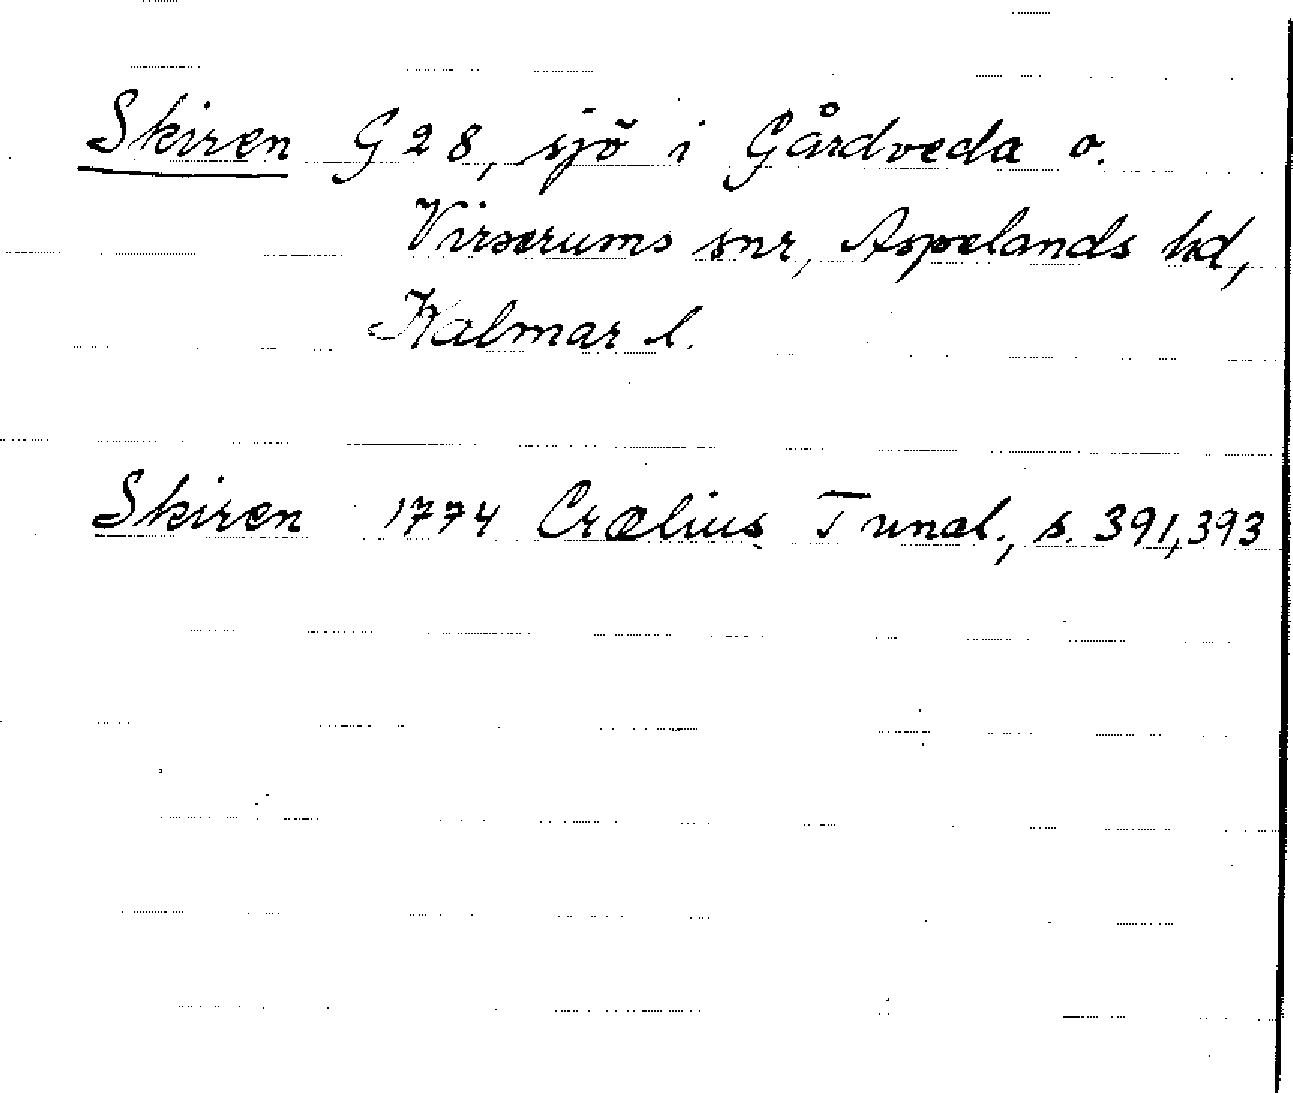 Skiren G 28, sjö i Gårdveda o.
Virserums snr, Aspelands hd,
Kalmar l.
Skiren 1774 Crælius Tunal., s. 391,393